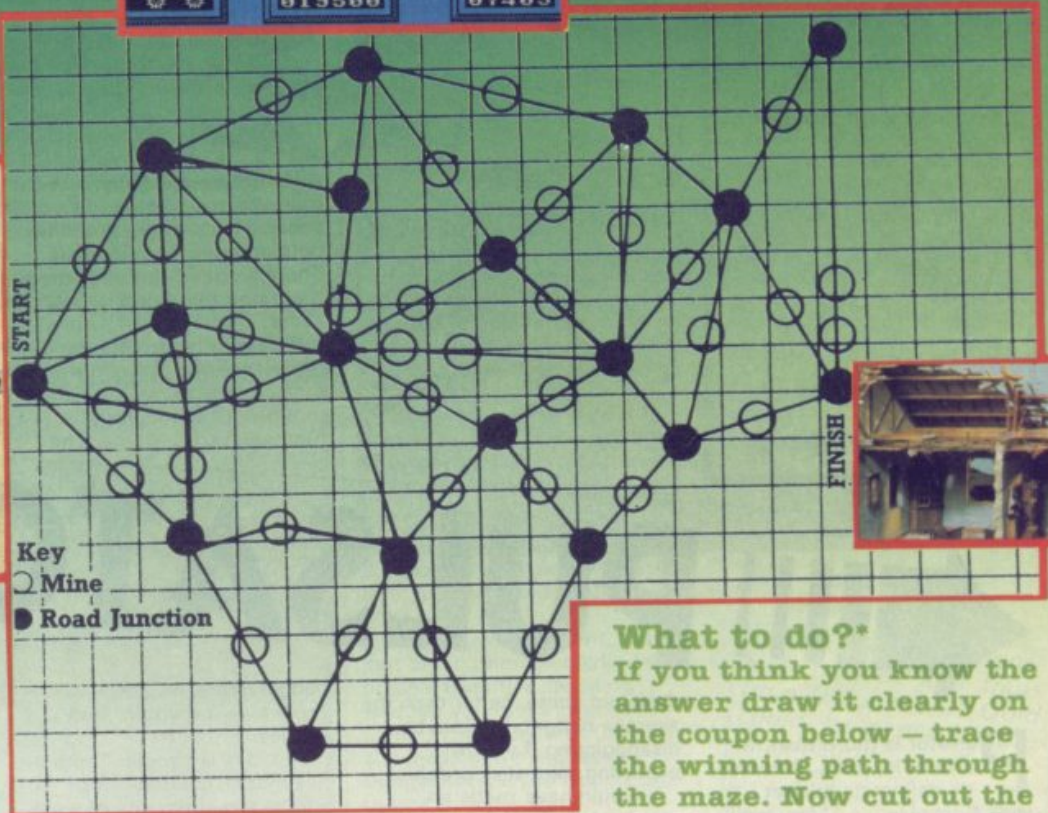 START
FINISH
Key
Mine
Road Junction
What to do?*
If you think you know the
answer draw it clearly on
the coupon below – trace
the winning path through
the maze. Now cut out the